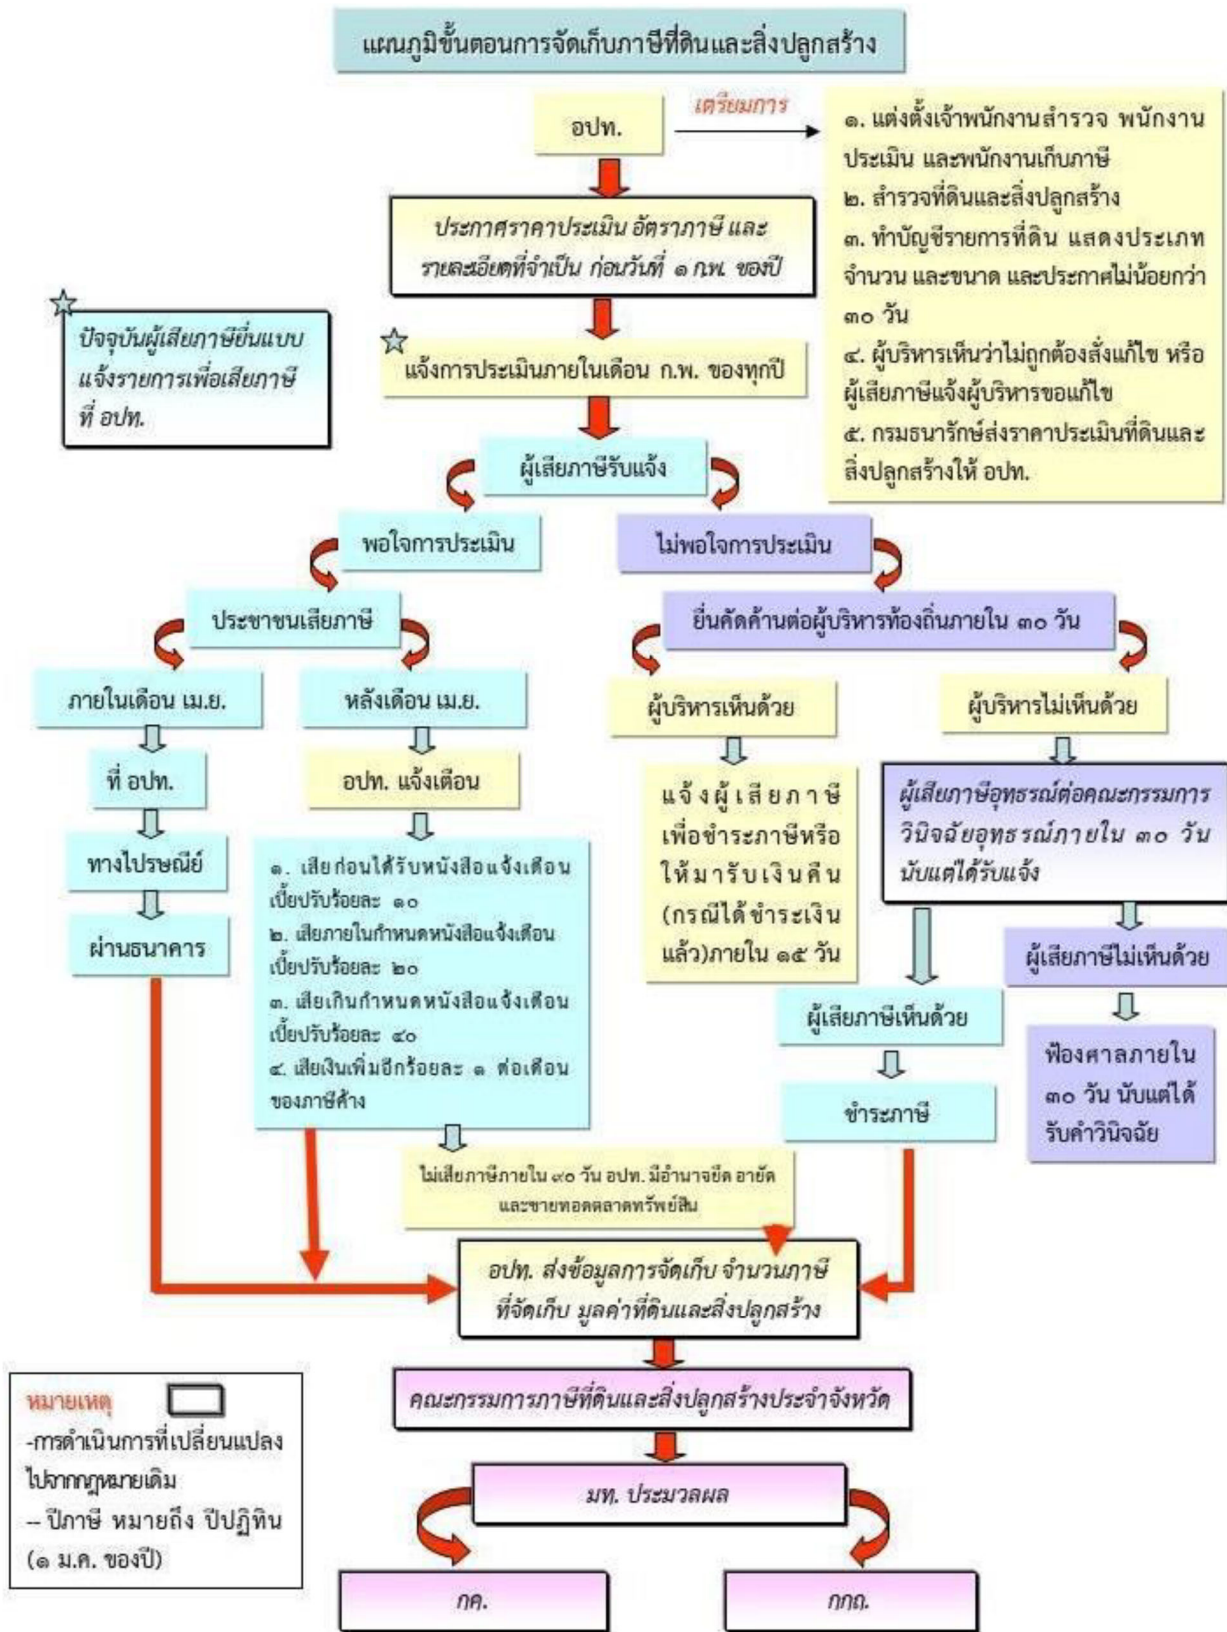 แผนภูมิขั้นตอนการจัดเก็บภาษีที่ดินและสิ่งปลูกสร้าง
อปท.
เตรียมการ
๑. แต่งตั้งเจ้าพนักงานสำรวจ พนักงาน
ประเมิน และพนักงานเก็บภาษี
๒. สำรวจที่ดินและสิ่งปลูกสร้าง
๓. ทำบัญชีรายการที่ดิน แสดงประเภท
จำนวน และขนาด และประกาศไม่น้อยกว่า
๓๐ วัน
๔. ผู้บริหารเห็นว่าไม่ถูกต้องสั่งแก้ไข หรือ
ผู้เสียภาษีแจ้งผู้บริหารขอแก้ไข
๕. กรมธนารักษ์ส่งราคาประเมินที่ดินและ
สิ่งปลูกสร้างให้ อปท.
ประกาศราคาประเมิน อัตราภาษี และ
รายละเอียดที่จำเป็น ก่อนวันที่ ๑ ก.พ. ของปี
ปัจจุบันผู้เสียภาษียื่นแบบ
แจ้งรายการเพื่อเสียภาษี
ที่ อปท.
แจ้งการประเมินภายในเดือน ก.พ. ของทุกปี
ผู้เสียภาษีรับแจ้ง
พอใจการประเมิน
ไม่พอใจการประเมิน
ประชาชนเสียภาษี
ยื่นคัดค้านต่อผู้บริหารท้องถิ่นภายใน ๓๐ วัน
ภายในเดือน เม.ย.
หลังเดือน เม.ย.
ผู้บริหารเห็นด้วย
ผู้บริหารไม่เห็นด้วย
ที่ อปท.
ทางไปรษณีย์
ผ่านธนาคาร
อปท. แจ้งเตือน
๑. เสียก่อนได้รับหนังสือแจ้งเตือน
เบี้ยปรับร้อยละ ๑๐
๒. เสียภายในกำหนดหนังสือแจ้งเตือน
เบี้ยปรับร้อยละ ๒๐
๓. เสียเกินกำหนดหนังสือแจ้งเตือน
เบี้ยปรับร้อยละ ๔๐
๔. เสียเงินเพิ่มอีกร้อยละ ๑ ต่อเดือน
ของภาษีค้าง
แจ้งผู้เสียภาษี
เพื่อชำระภาษีหรือ
ให้มารับเงินคืน
(กรณีได้ชำระเงิน
แล้ว)ภายใน ๑๕ วัน
ผู้เสียภาษีอุทธรณ์ต่อคณะกรรมการ
วินิจฉัยอุทธรณ์ภายใน ๓๐ วัน
นับแต่ได้รับแจ้ง
ผู้เสียภาษีไม่เห็นด้วย
ผู้เสียภาษีเห็นด้วย
ชำระภาษี
ฟ้องศาลภายใน
๓๐ วัน นับแต่ได้
รับคำวินิจฉัย
ไม่เสียภาษีภายใน ๙๐ วัน อปท. มีอำนาจยึด อายัด
และขายทอดตลาดทรัพย์สิน
อปท. ส่งข้อมูลการจัดเก็บ จำนวนภาษี
ที่จัดเก็บ มูลค่าที่ดินและสิ่งปลูกสร้าง
คณะกรรมการภาษีที่ดินและสิ่งปลูกสร้างประจำจังหวัด
มท. ประมวลผล
กค.
กกถ.
หมายเหตุ
-การดำเนินการที่เปลี่ยนแปลง
ไปจากกฎหมายเดิม
-- ปีภาษี หมายถึง ปีปฏิทิน
(๑ ม.ค. ของปี)